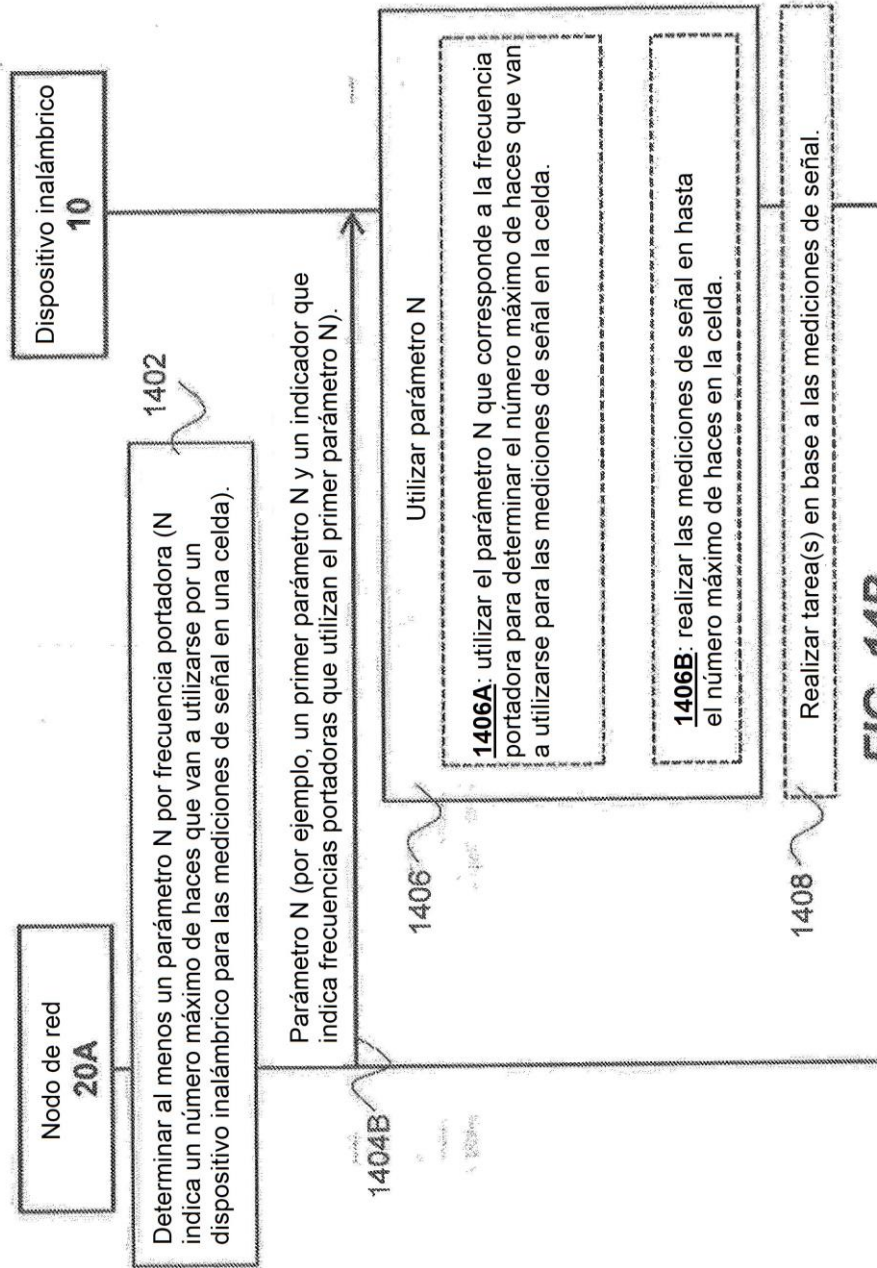 Nodo de red
20A
Dispositivo inalámbrico
10
1402
Determinar al menos un parámetro N por frecuencia portadora (N
indica un número máximo de haces que van a utilizarse por un
dispositivo inalámbrico para las mediciones de señal en una celda).
Parámetro N (por ejemplo, un primer parámetro N y un indicador que
indica frecuencias portadoras que utilizan el primer parámetro N).
1404B
1406
Utilizar parámetro N
1406A: utilizar el parámetro N que corresponde a la frecuencia
portadora para determinar el número máximo de haces que van
a utilizarse para las mediciones de señal en la celda.
1406B: realizar las mediciones de señal en hasta
el número máximo de haces en la celda.
1408
Realizar tarea(s) en base a las mediciones de señal.
FIG. 14B